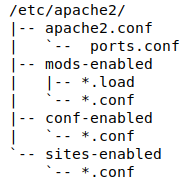 /etc/apache2/
|-- apache2.conf
|   `--  ports.conf
|-- mods-enabled
|   |-- *.load
|   `-- *.conf
|-- conf-enabled
|   `-- *.conf
`-- sites-enabled
    `-- *.conf